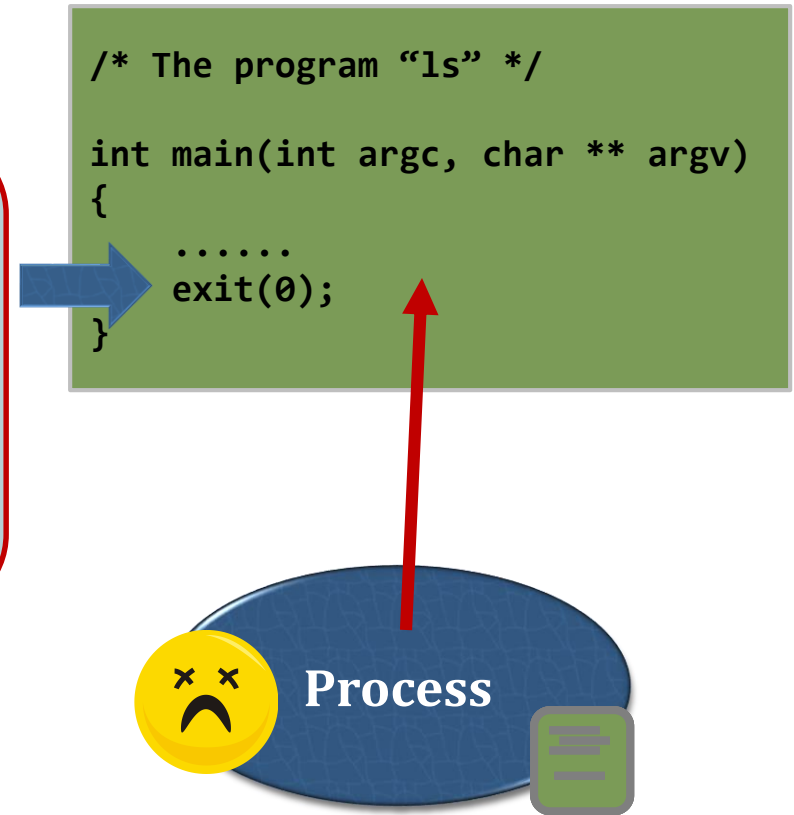 /* The program “ls” */
int main(int argc, char ** argv)
{
    ......
    exit(0);
}
Process